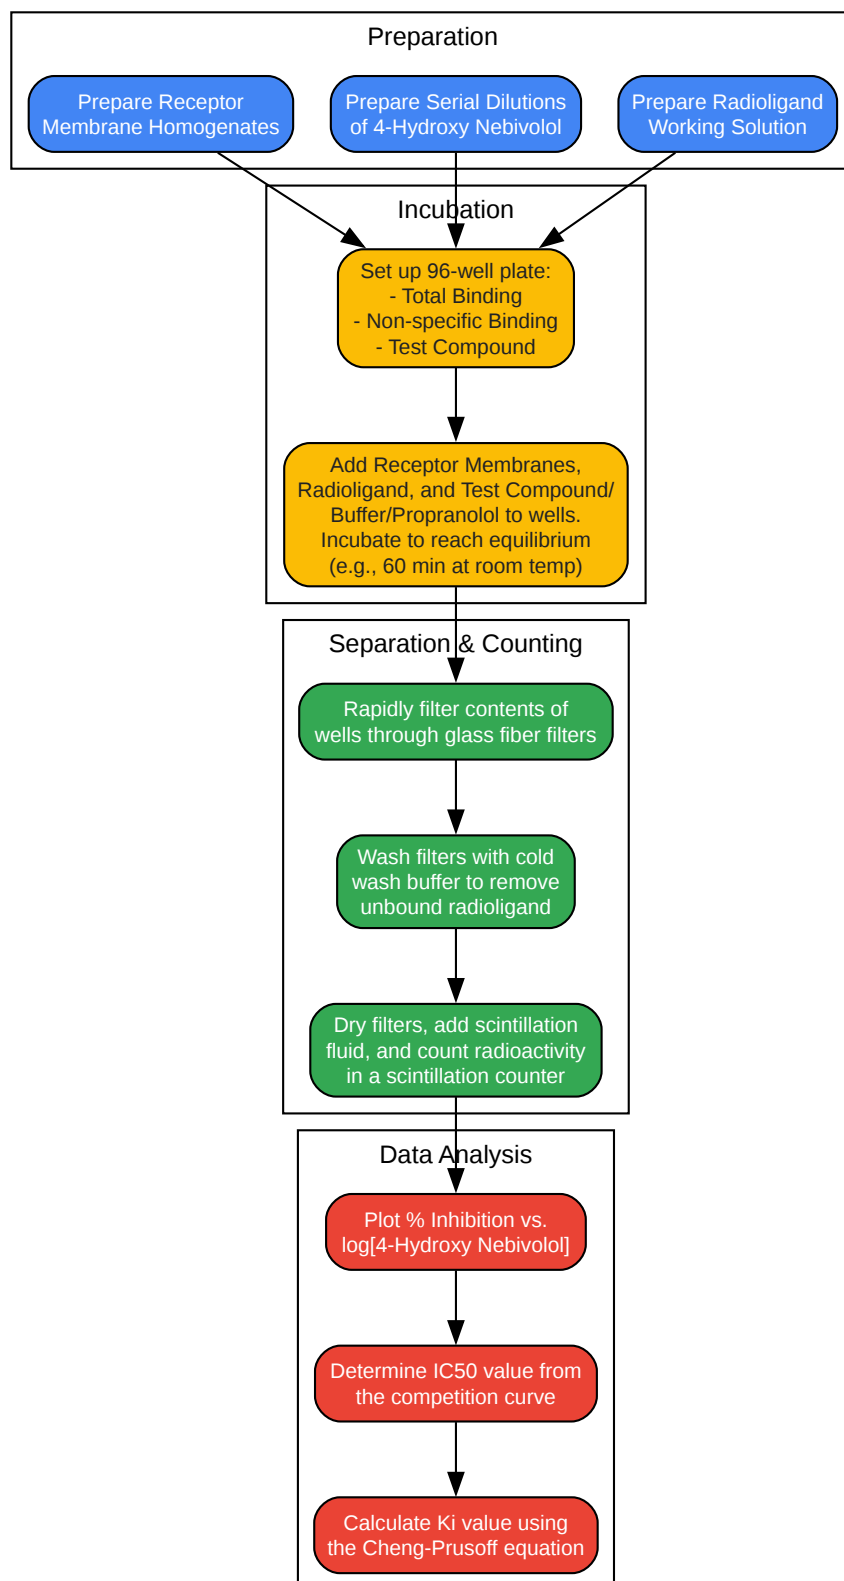 Preparation
Prepare Receptor
Membrane Homogenates
Prepare Serial Dilutions
of 4-Hydroxy Nebivolol
Prepare Radioligand
Working Solution
Incubation
Set up 96-well plate:
- Total Binding
- Non-specific Binding
- Test Compound
Add Receptor Membranes,
Radioligand, and Test Compound/
Buffer/Propranolol to wells.
Incubate to reach equilibrium
(e.g., 60 min at room temp)
Separation & Counting
Rapidly filter contents of
wells through glass fiber filters
Wash filters with cold
wash buffer to remove
unbound radioligand
Dry filters, add scintillation
fluid, and count radioactivity
in a scintillation counter
Data Analysis
Plot % Inhibition vs.
log[4-Hydroxy Nebivolol]
Determine IC50 value from
the competition curve
Calculate Ki value using
the Cheng-Prusoff equation